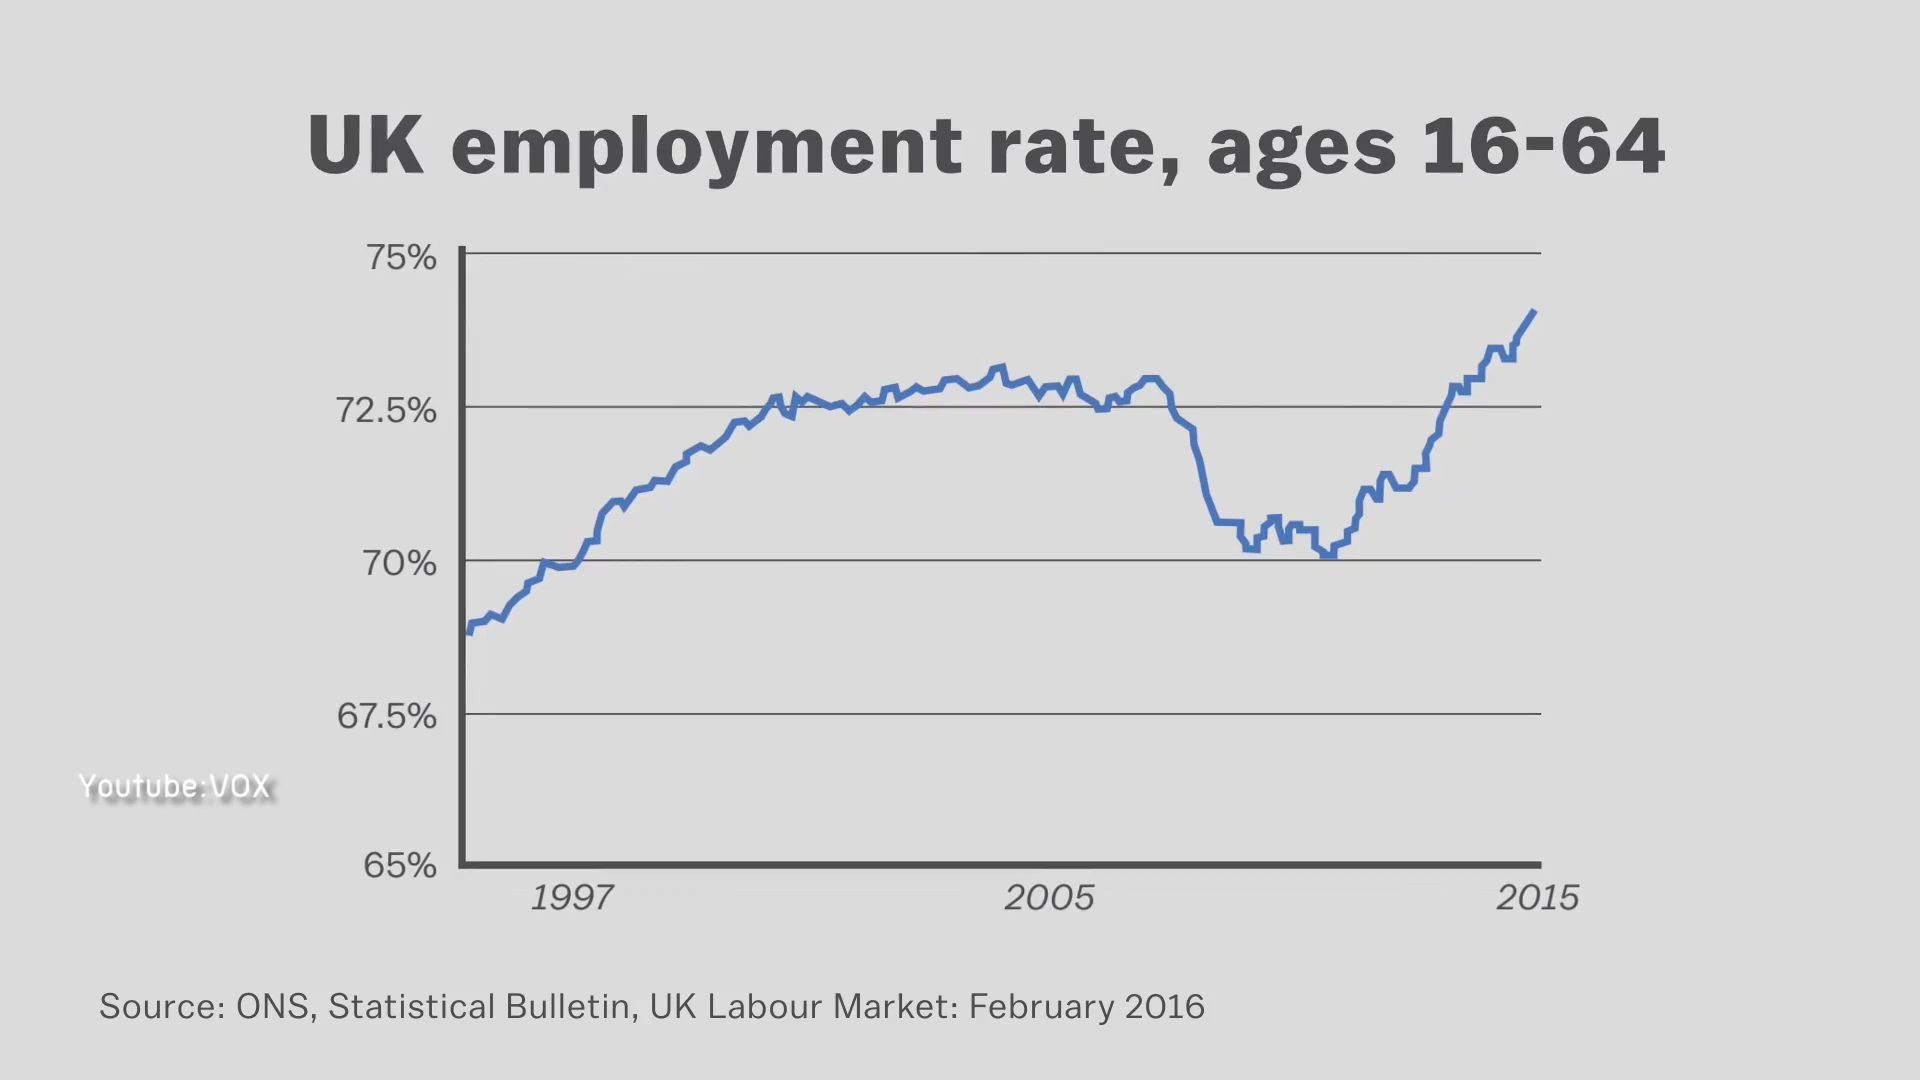 UK employment rate, ages 16-64
75%
72.5%
70%
67.5%
65%
1997 2005 2015
Youtube:VOX
Source: ONS, Statistical Bulletin, UK Labour Market: February 2016